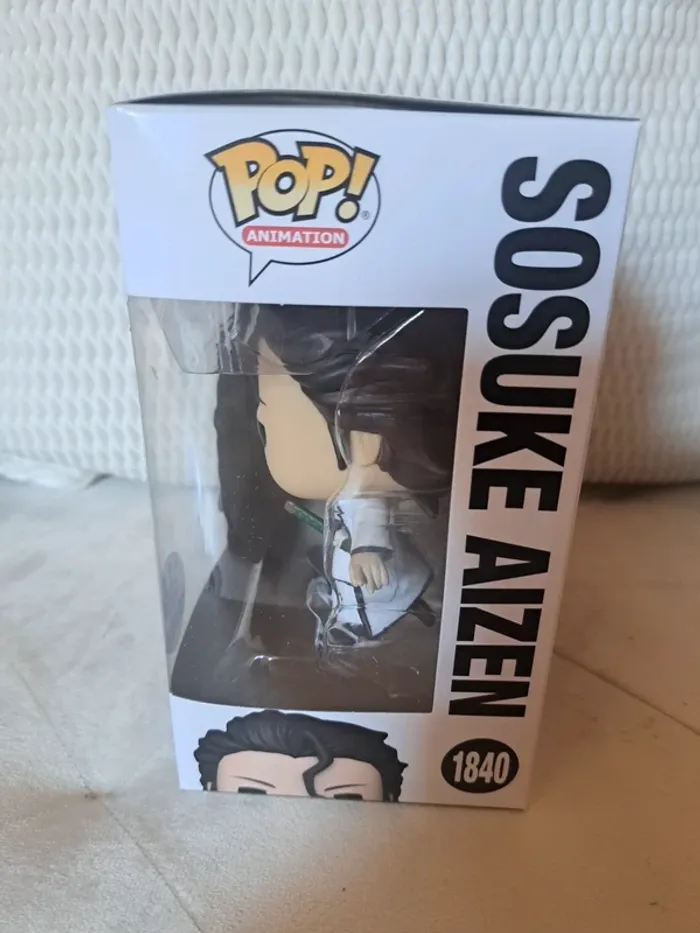 POP!
ANIMATION
SOSUKE AIZEN
1840